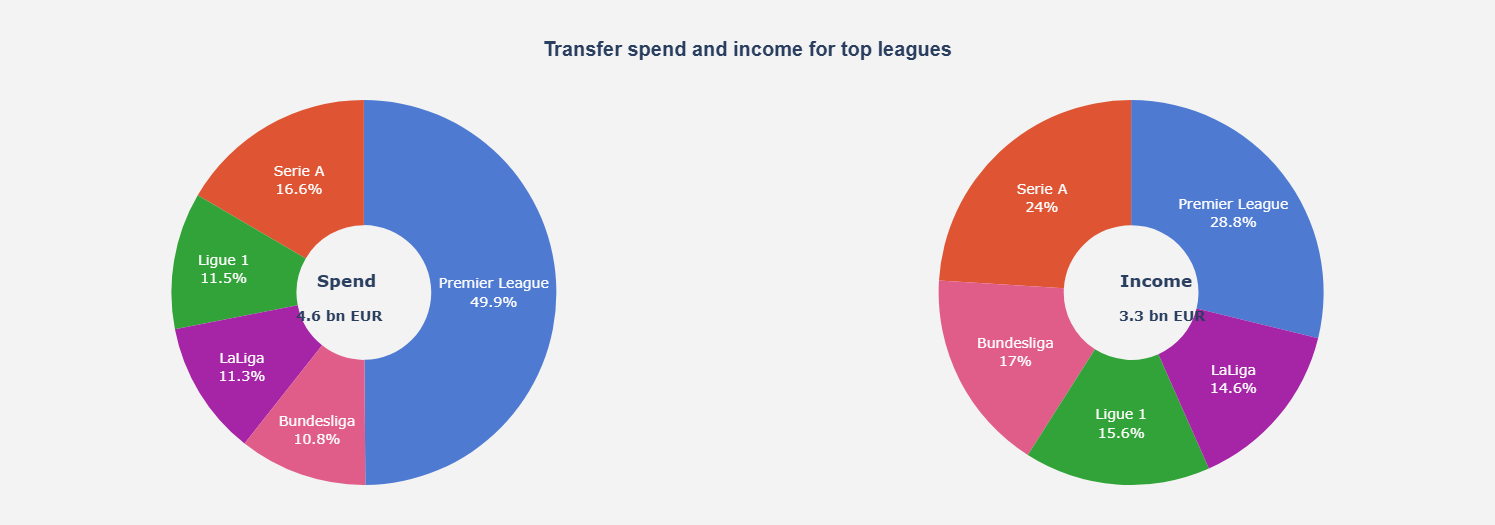 Transfer spend and income for top leagues
Serie A
16.6%
Ligue 1
11.5%
LaLiga
11.3%
Bundesliga
10.8%
Premier League
49.9%
Spend
4.6 bn EUR
Serie A
24%
Premier League
28.8%
Bundesliga
17%
LaLiga
14.6%
Ligue 1
15.6%
Income
3.3 bn EUR